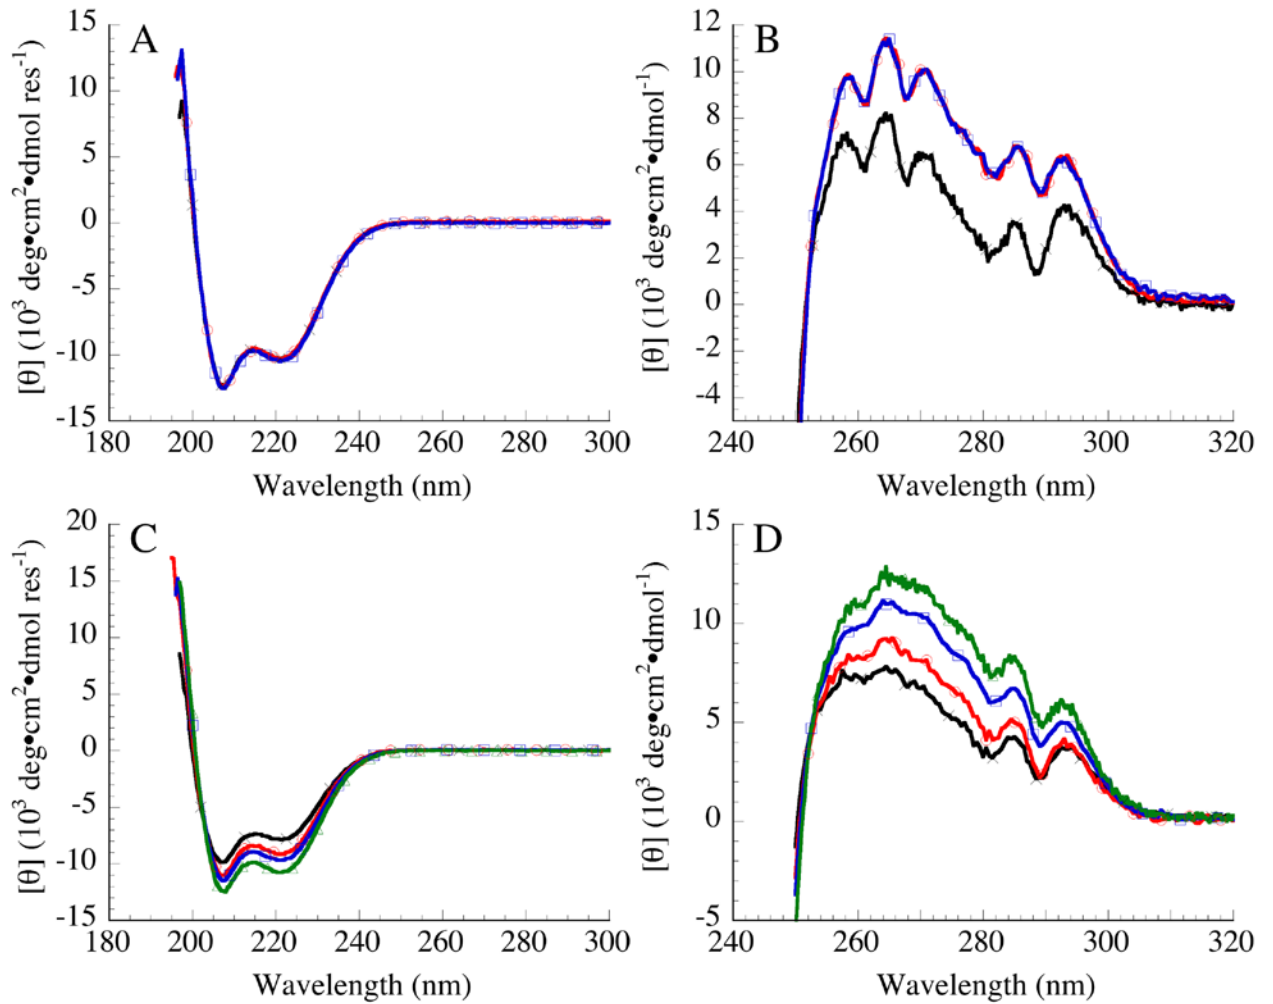 A
[θ] (10³ deg•cm²•dmol res⁻¹)
15
10
5
0
-5
-10
-15
180 200 220 240 260 280 300
Wavelength (nm)
B
[θ] (10³ deg•cm²•dmol⁻¹)
12
10
8
6
4
2
0
-2
-4
240 260 280 300 320
Wavelength (nm)
C
[θ] (10³ deg•cm²•dmol res⁻¹)
20
15
10
5
0
-5
-10
-15
180 200 220 240 260 280 300
Wavelength (nm)
D
[θ] (10³ deg•cm²•dmol⁻¹)
15
10
5
0
-5
240 260 280 300 320
Wavelength (nm)